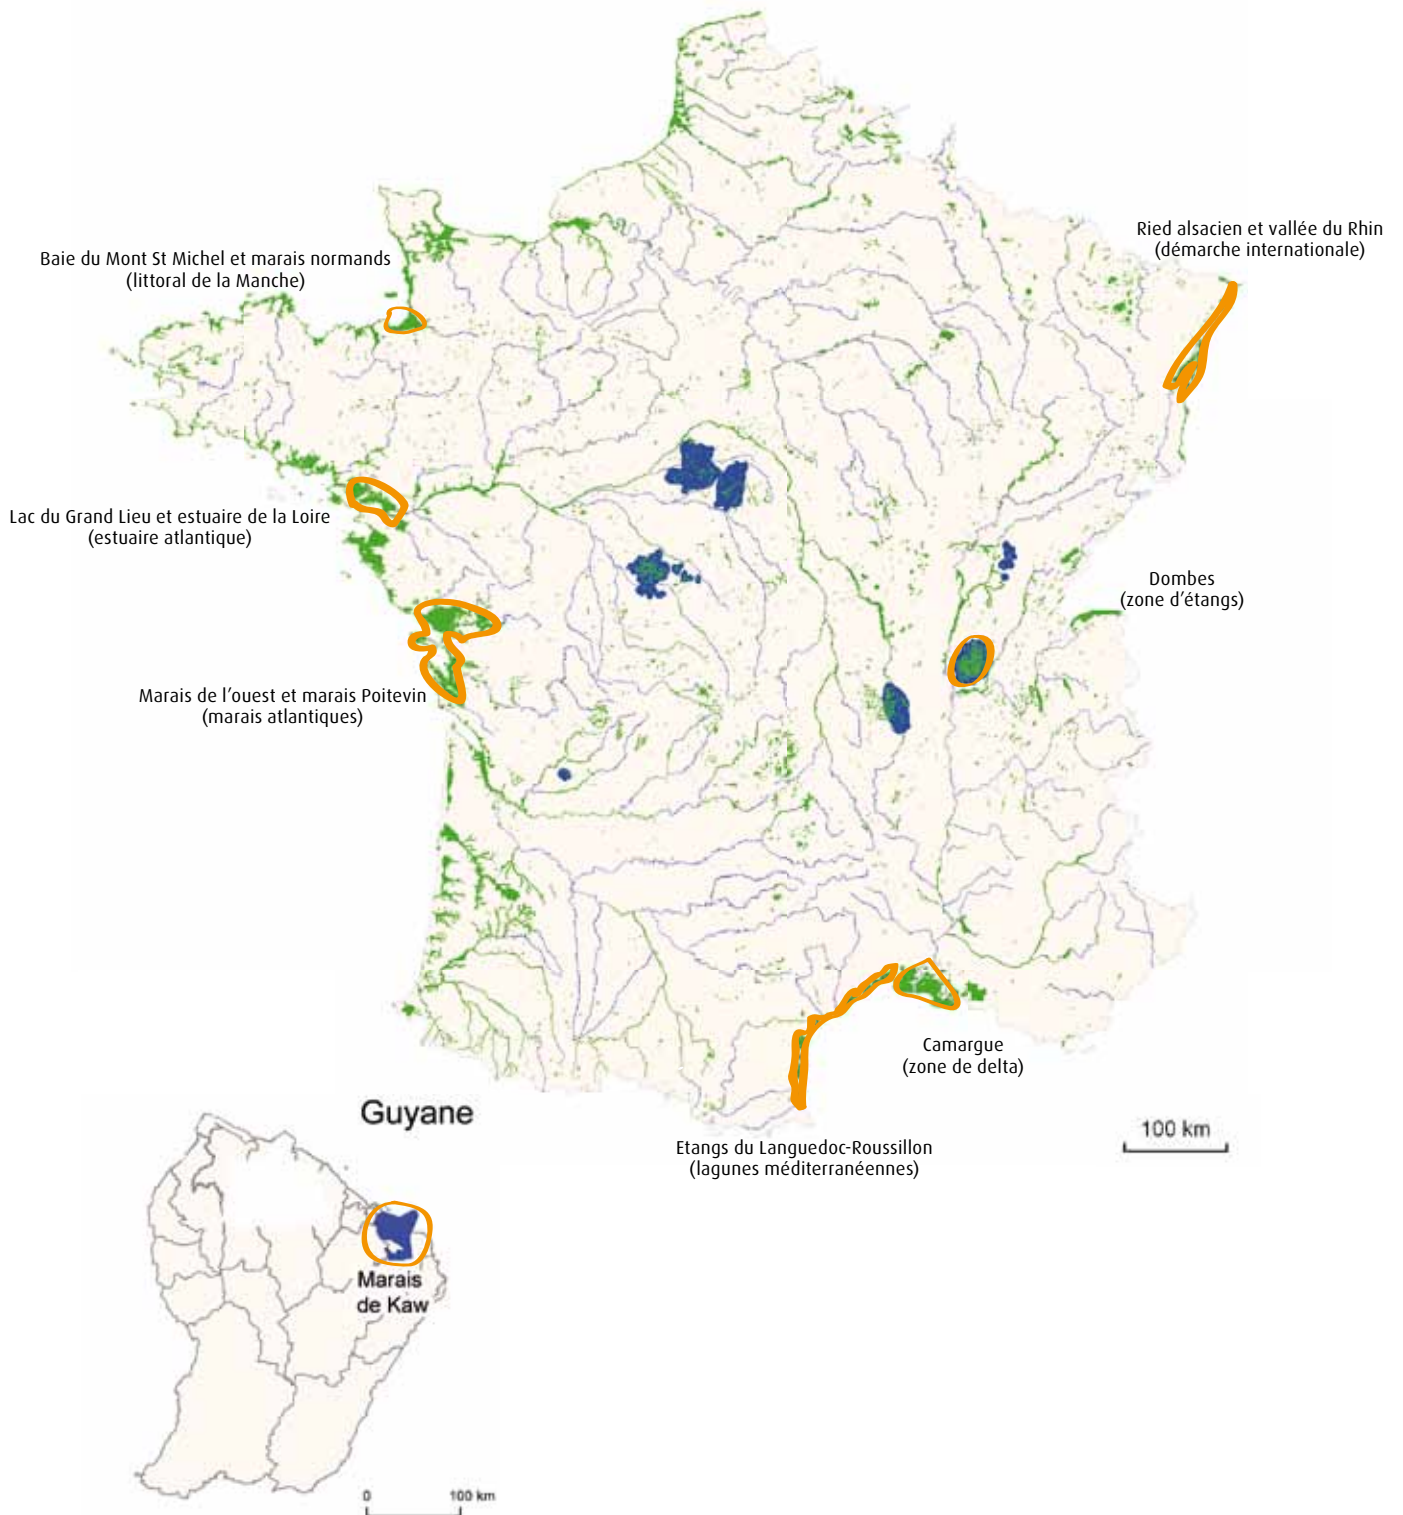 Ried alsacien et vallée du Rhin
(démarche internationale)
Baie du Mont St Michel et marais normands
(littoral de la Manche)
Lac du Grand Lieu et estuaire de la Loire
(estuaire atlantique)
Dombes
(zone d'étangs)
Marais de l'ouest et marais Poitevin
(marais atlantiques)
Camargue
(zone de delta)
Etangs du Languedoc-Roussillon
(lagunes méditerranéennes)
100 km
Guyane
Marais
de Kaw
0 100 km